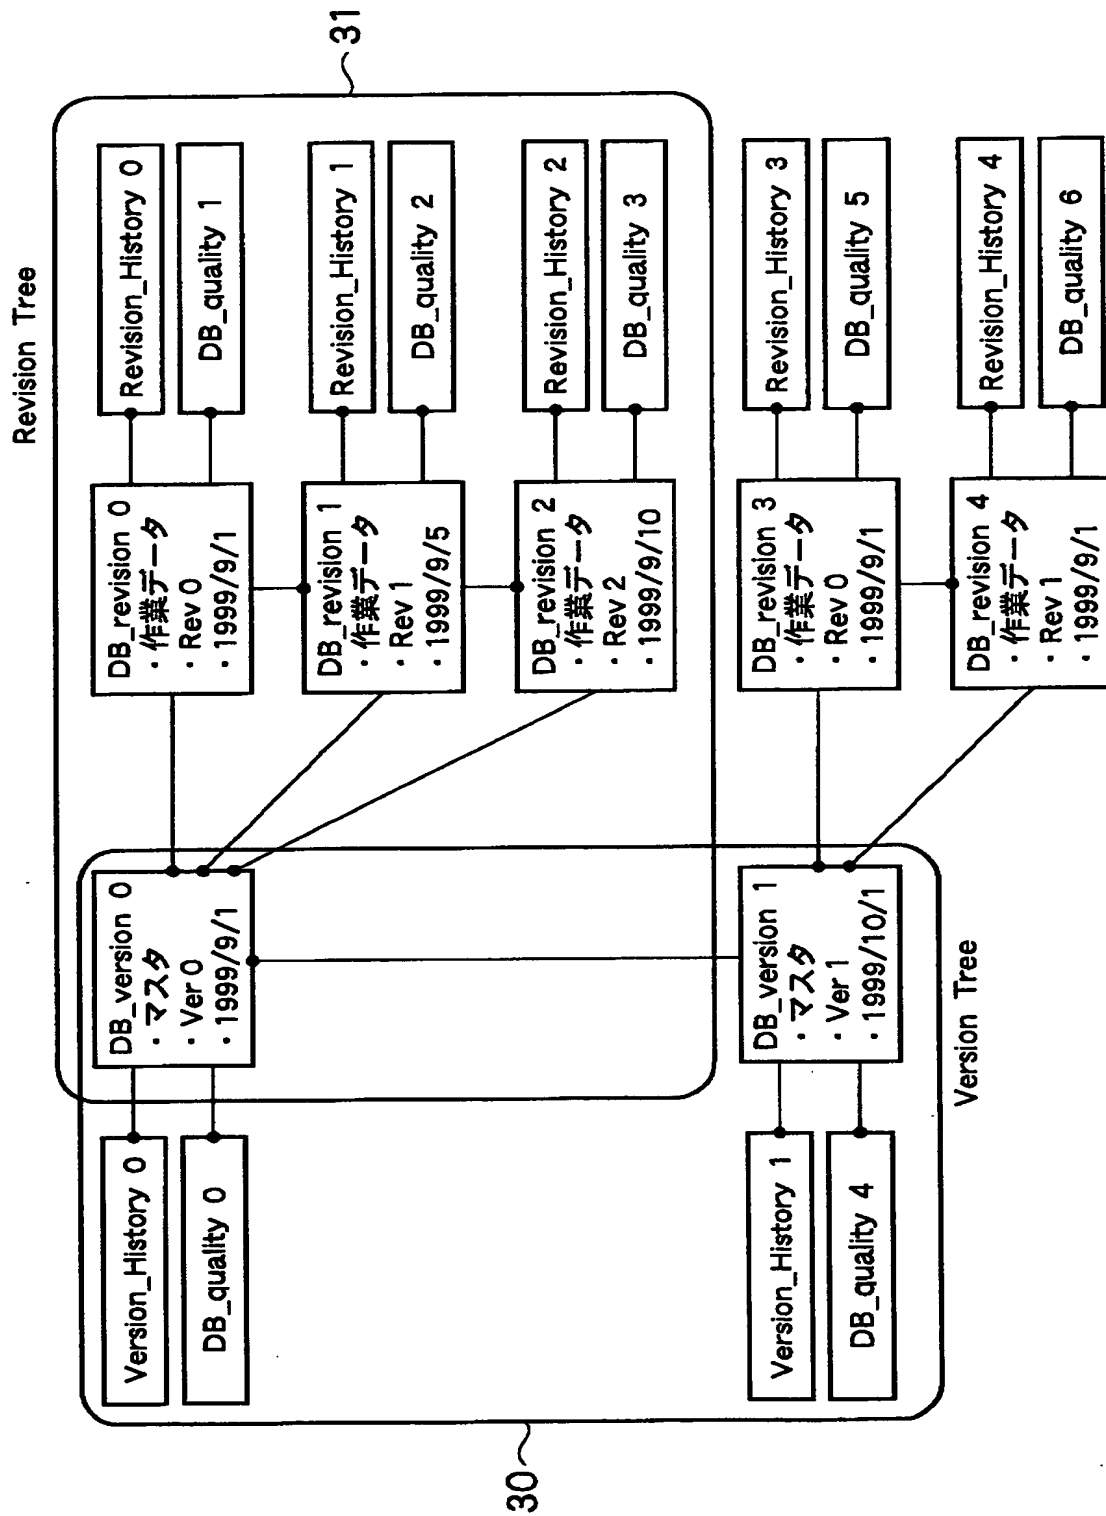 Revision Tree
31
Version_History 0
DB_quality 0
DB_version 0
・マスタ
・Ver 0
・1999/9/1
DB_revision 0
・作業データ
・Rev 0
・1999/9/1
Revision_History 0
DB_quality 1
DB_revision 1
・作業データ
・Rev 1
・1999/9/5
Revision_History 1
DB_quality 2
DB_revision 2
・作業データ
・Rev 2
・1999/9/10
Revision_History 2
DB_quality 3
Version_History 1
DB_quality 4
DB_version 1
・マスタ
・Ver 1
・1999/10/1
DB_revision 3
・作業データ
・Rev 0
・1999/9/1
Revision_History 3
DB_quality 5
DB_revision 4
・作業データ
・Rev 1
・1999/9/1
Revision_History 4
DB_quality 6
Version Tree
30